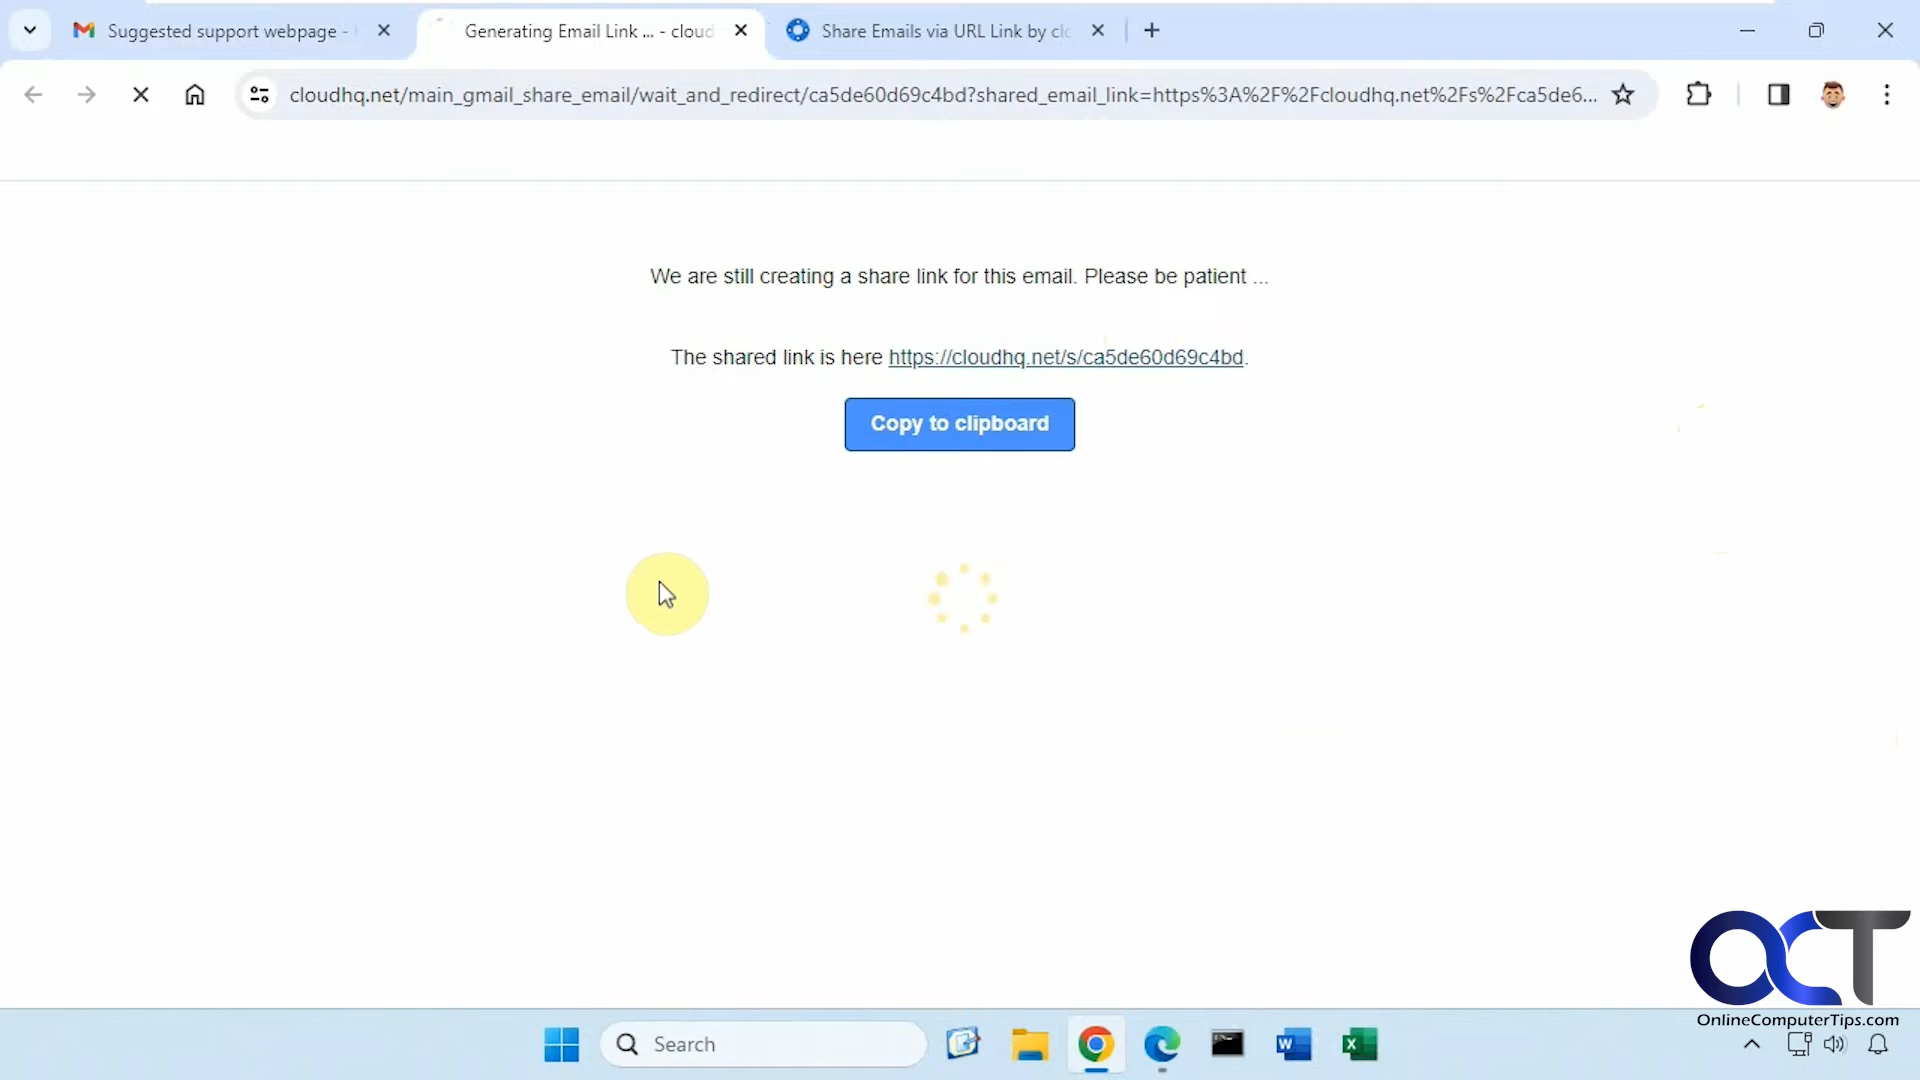 Suggested support webpage -
Generating Email Link ... - cloud
Share Emails via URL Link by clo
cloudhq.net/main_gmail_share_email/wait_and_redirect/ca5de60d69c4bd?shared_email_link=https%3A%2F%2Fcloudhq.net%2Fs%2Fca5de6...
We are still creating a share link for this email. Please be patient ...
The shared link is here https://cloudhq.net/s/ca5de60d69c4bd.
Copy to clipboard
OCT
OnlineComputerTips.com
Search